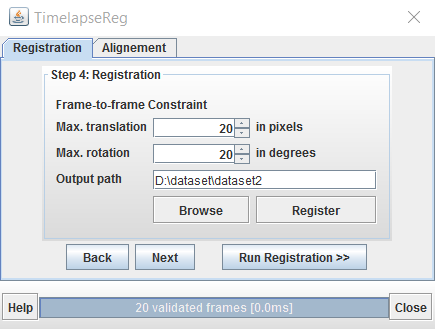 TimelapseReg
Registration Alignement
Step 4: Registration
Frame-to-frame Constraint
Max. translation 20 in pixels
Max. rotation 20 in degrees
Output path D:\dataset\dataset2
Browse Register
Back Next Run Registration >>
Help 20 validated frames [0.0ms] Close